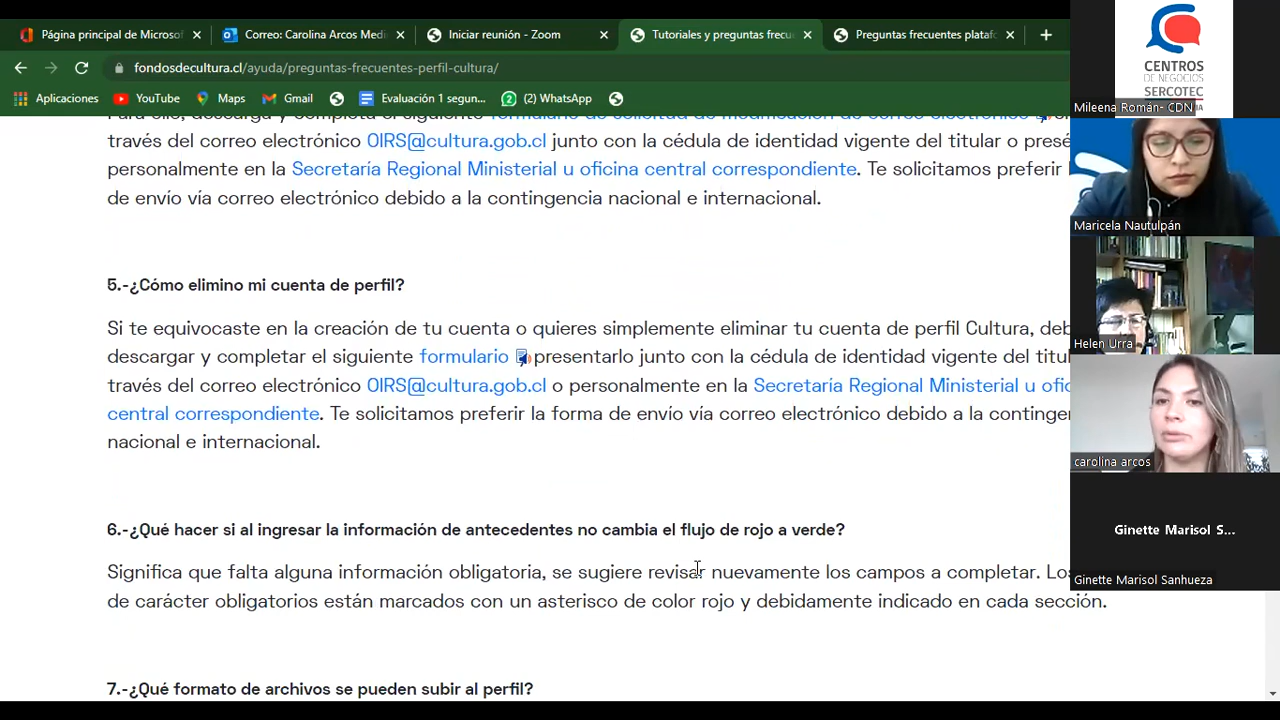 Página principal de Microsof
Correo: Carolina Arcos Medi
Iniciar reunión - Zoom
Tutoriales y preguntas frecue
Preguntas frecuentes plataf
fondosdecultura.cl/ayuda/preguntas-frecuentes-perfil-cultura/
Aplicaciones
YouTube
Maps
Gmail
Evaluación 1 segun...
(2) WhatsApp
través del correo electrónico OIRS@cultura.gob.cl junto con la cédula de identidad vigente del titular o prese
personalmente en la Secretaría Regional Ministerial u oficina central correspondiente. Te solicitamos preferir
de envío vía correo electrónico debido a la contingencia nacional e internacional.
5.-¿Cómo elimino mi cuenta de perfil?
Si te equivocaste en la creación de tu cuenta o quieres simplemente eliminar tu cuenta de perfil Cultura, deb
descargar y completar el siguiente formulario presentarlo junto con la cédula de identidad vigente del titul
través del correo electrónico OIRS@cultura.gob.cl o personalmente en la Secretaría Regional Ministerial u ofic
central correspondiente. Te solicitamos preferir la forma de envío vía correo electrónico debido a la conting
nacional e internacional.
6.-¿Qué hacer si al ingresar la información de antecedentes no cambia el flujo de rojo a verde?
Significa que falta alguna información obligatoria, se sugiere revisar nuevamente los campos a completar. Los
de carácter obligatorios están marcados con un asterisco de color rojo y debidamente indicado en cada sección.
7.-¿Qué formato de archivos se pueden subir al perfil?
CENTROS
DE NEGOCIOS
SERCOTEC
Mileena Román- CDN
Maricela Nautulpán
Helen Urra
carolina arcos
Ginette Marisol S...
Ginette Marisol Sanhueza